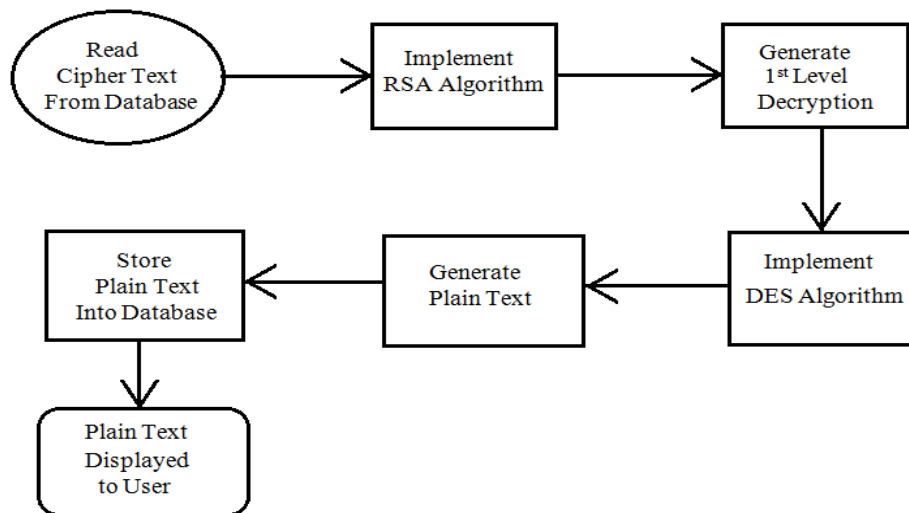 Read
Cipher Text
From Database
Implement
RSA Algorithm
Generate
1st Level
Decryption
Implement
DES Algorithm
Generate
Plain Text
Store
Plain Text
Into Database
Plain Text
Displayed
to User